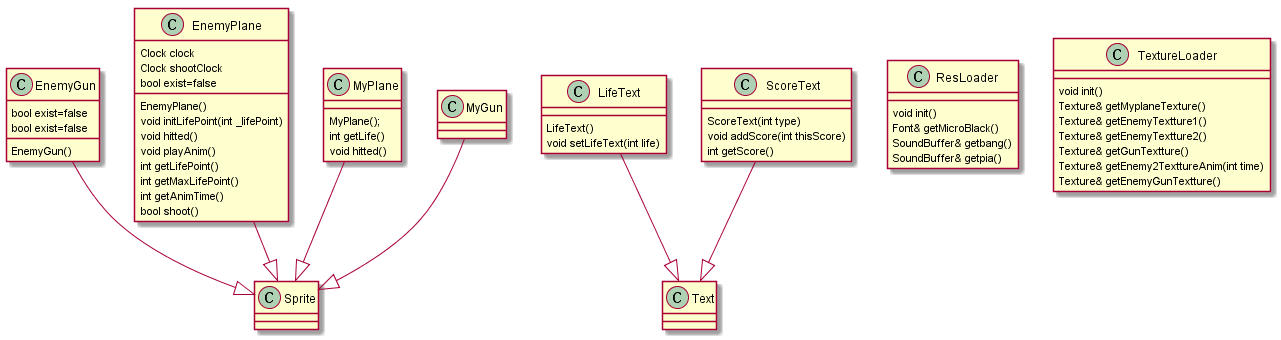 C EnemyGun
bool exist=false
bool exist=false
EnemyGun()
C EnemyPlane
Clock clock
Clock shootClock
bool exist=false
EnemyPlane()
void initLifePoint(int _lifePoint)
void hitted()
void playAnim()
int getLifePoint()
int getMaxLifePoint()
int getAnimTime()
bool shoot()
C MyPlane
MyPlane();
int getLife()
void hitted()
C MyGun
C LifeText
LifeText()
void setLifeText(int life)
C ScoreText
ScoreText(int type)
void addScore(int thisScore)
int getScore()
C ResLoader
void init()
Font& getMicroBlack()
SoundBuffer& getbang()
SoundBuffer& getpia()
C TextureLoader
void init()
Texture& getMyplaneTexture()
Texture& getEnemyTextture1()
Texture& getEnemyTextture2()
Texture& getGunTextture()
Texture& getEnemy2TexttureAnim(int time)
Texture& getEnemyGunTextture()
C Sprite
C Text